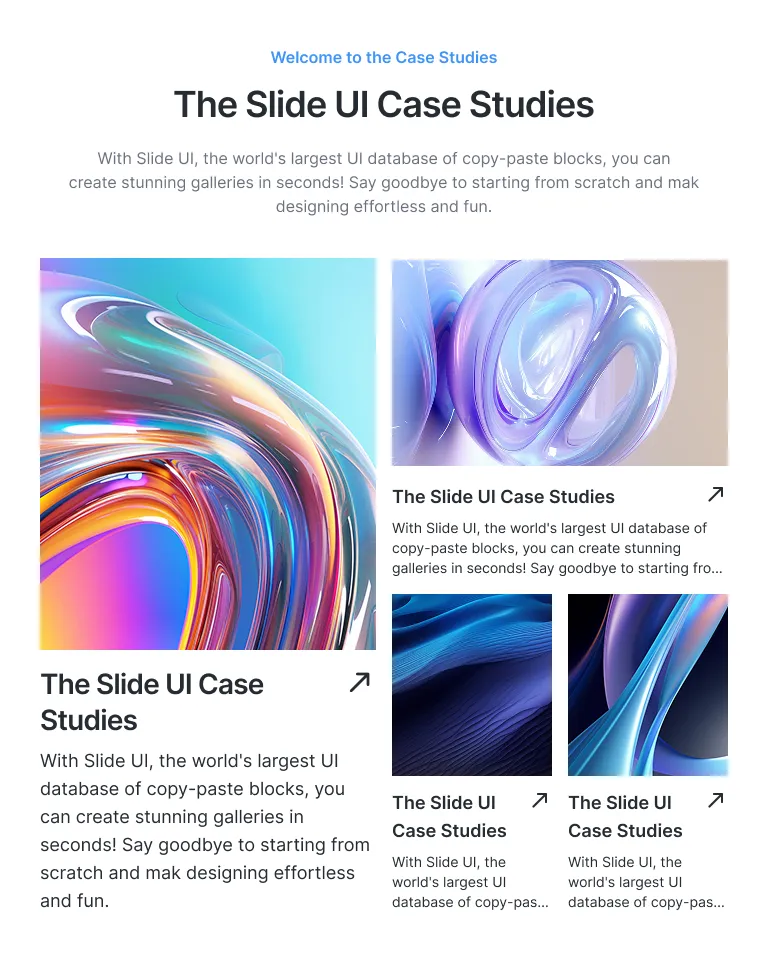 Welcome to the Case Studies
The Slide UI Case Studies
With Slide UI, the world's largest UI database of copy-paste blocks, you can
create stunning galleries in seconds! Say goodbye to starting from scratch and mak
designing effortless and fun.
The Slide UI Case
Studies
With Slide UI, the world's largest UI
database of copy-paste blocks, you
can create stunning galleries in
seconds! Say goodbye to starting from
scratch and mak designing effortless
and fun.
The Slide UI Case Studies
With Slide UI, the world's largest UI database of
copy-paste blocks, you can create stunning
galleries in seconds! Say goodbye to starting fro...
The Slide UI
Case Studies
With Slide UI, the
world's largest UI
database of copy-pas...
The Slide UI
Case Studies
With Slide UI, the
world's largest UI
database of copy-pas...